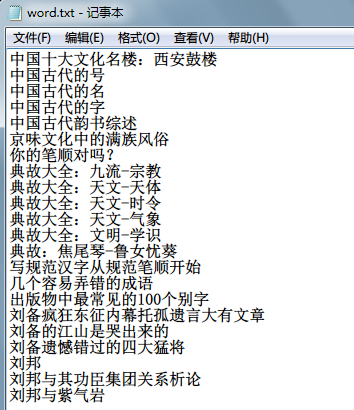 word.txt - 记事本
文件(F) 编辑(E) 格式(O) 查看(V) 帮助(H)
中国十大文化名楼：西安鼓楼
中国古代的号
中国古代的名
中国古代的字
中国古代韵书综述
京味文化中的满族风俗
你的笔顺对吗？
典故大全：九流-宗教
典故大全：天文-天体
典故大全：天文-时令
典故大全：天文-气象
典故大全：文明-学识
典故：焦尾琴-鲁女忧葵
写规范汉字从规范笔顺开始
几个容易弄错的成语
出版物中最常见的100个别字
刘备疯狂东征内幕托孤遗言大有文章
刘备的江山是哭出来的
刘备遗憾错过的四大猛将
刘邦
刘邦与其功臣集团关系析论
刘邦与紫气岩